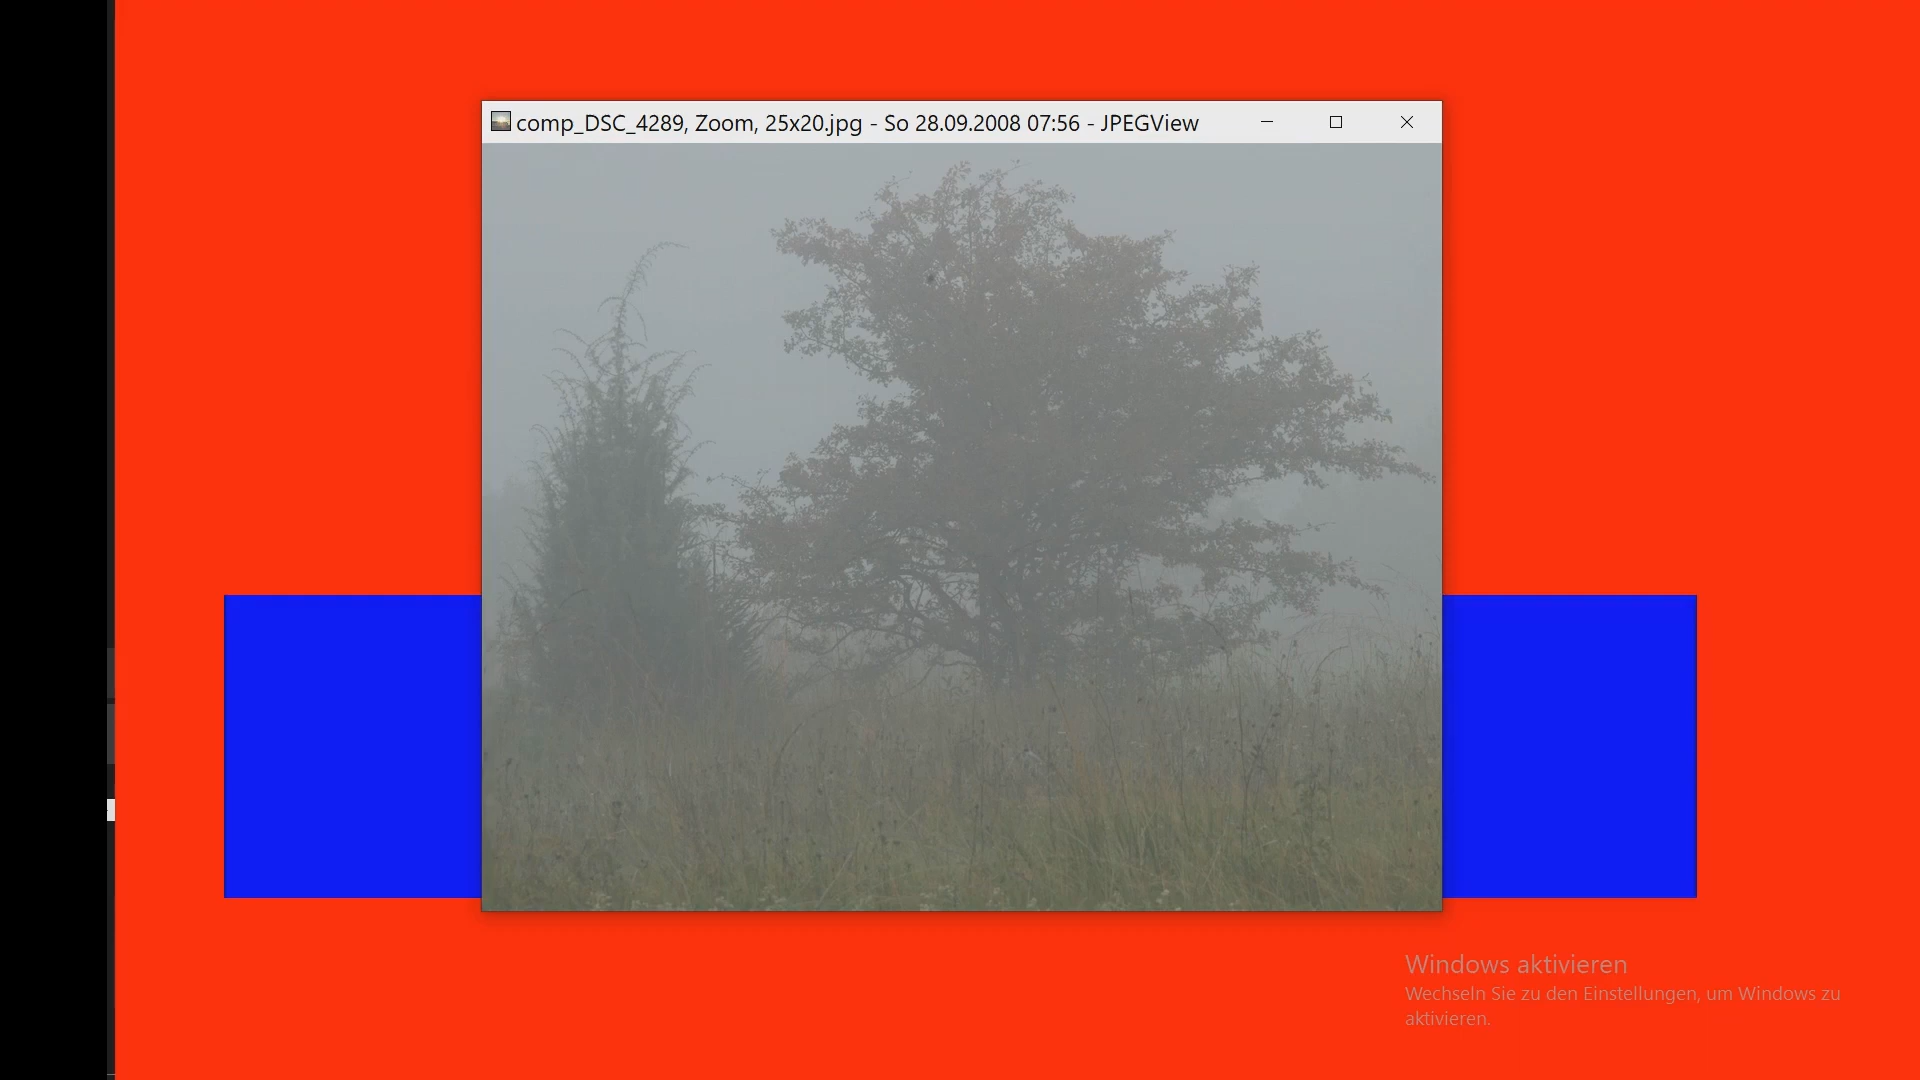 comp_DSC_4289, Zoom, 25x20.jpg - So 28.09.2008 07:56 - JPEGView
Windows aktivieren
Wechseln Sie zu den Einstellungen, um Windows zu
aktivieren.